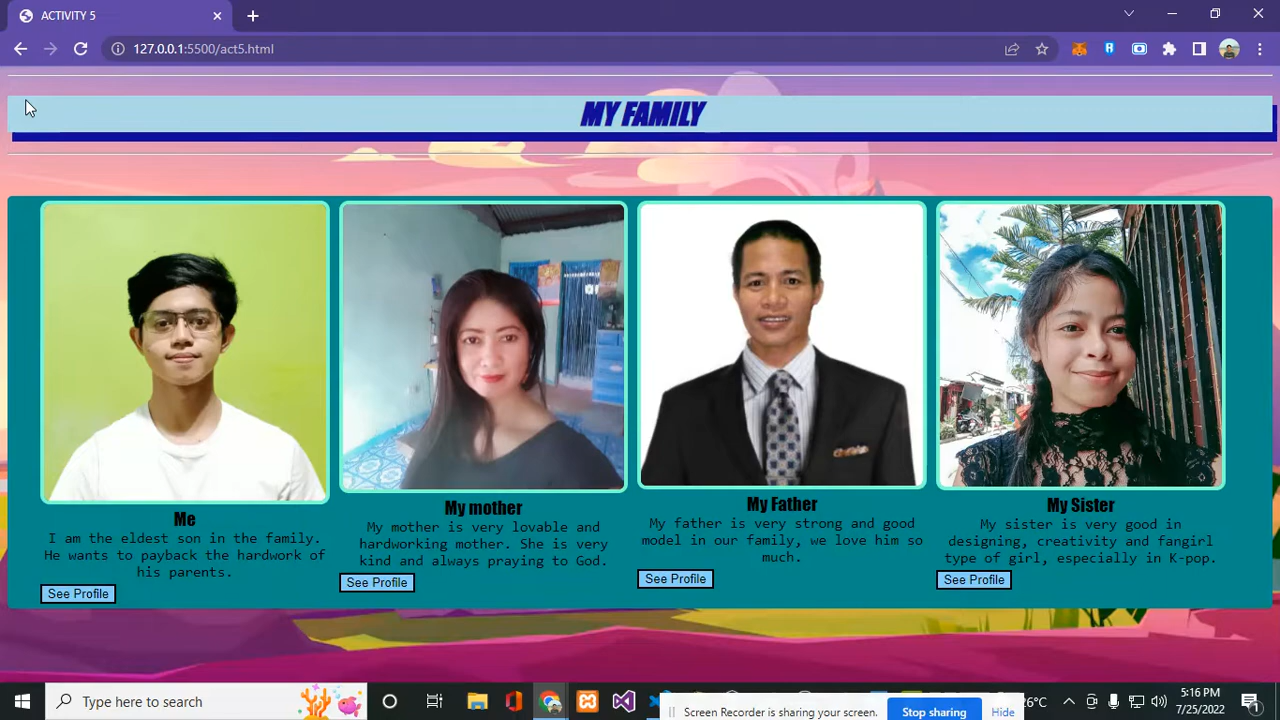 ACTIVITY 5
127.0.0.1:5500/act5.html
MY FAMILY
Me
I am the eldest son in the family.
He wants to payback the hardwork of
his parents.
See Profile
My mother
My mother is very lovable and
hardworking mother. She is very
kind and always praying to God.
See Profile
My Father
My father is very strong and good
model in our family, we love him so
much.
See Profile
My Sister
My sister is very good in
designing, creativity and fangirl
type of girl, especially in K-pop.
See Profile
Type here to search
Screen Recorder is sharing your screen.
Stop sharing
Hide
26°C
5:16 PM
7/25/2022
1